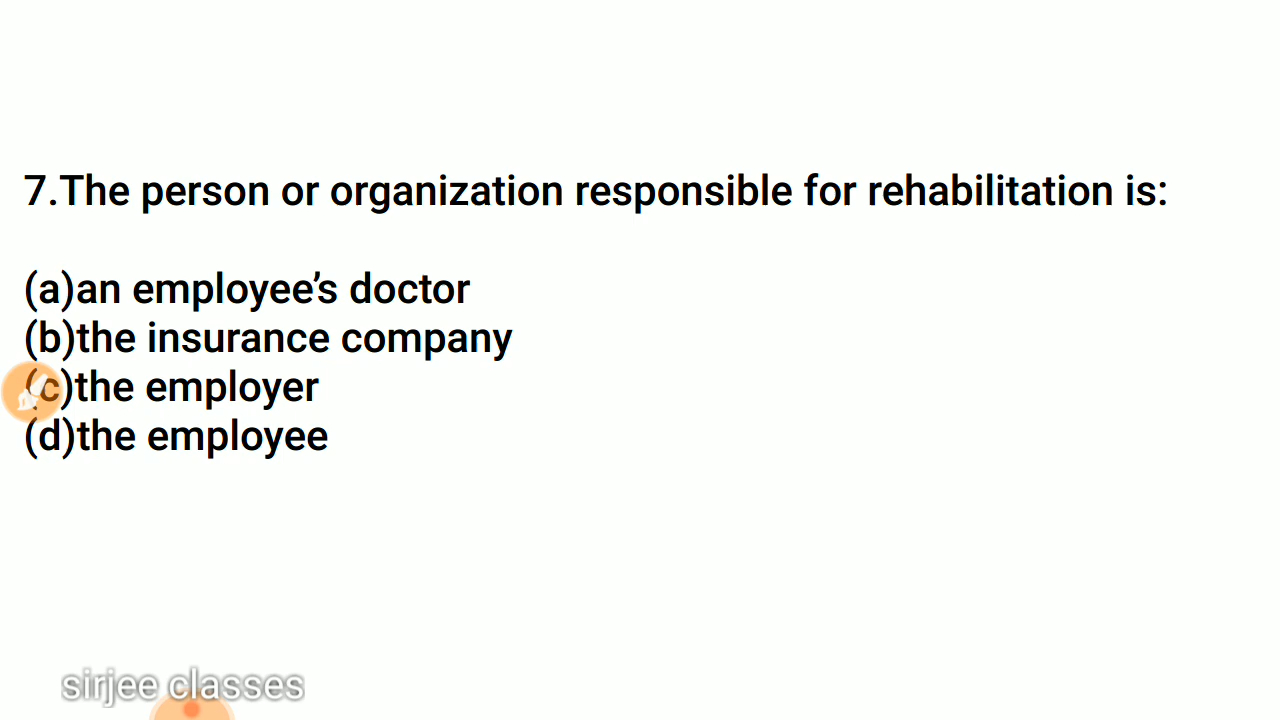 7.The person or organization responsible for rehabilitation is:
(a)an employee’s doctor
(b)the insurance company
(c)the employer
(d)the employee
sirjee classes